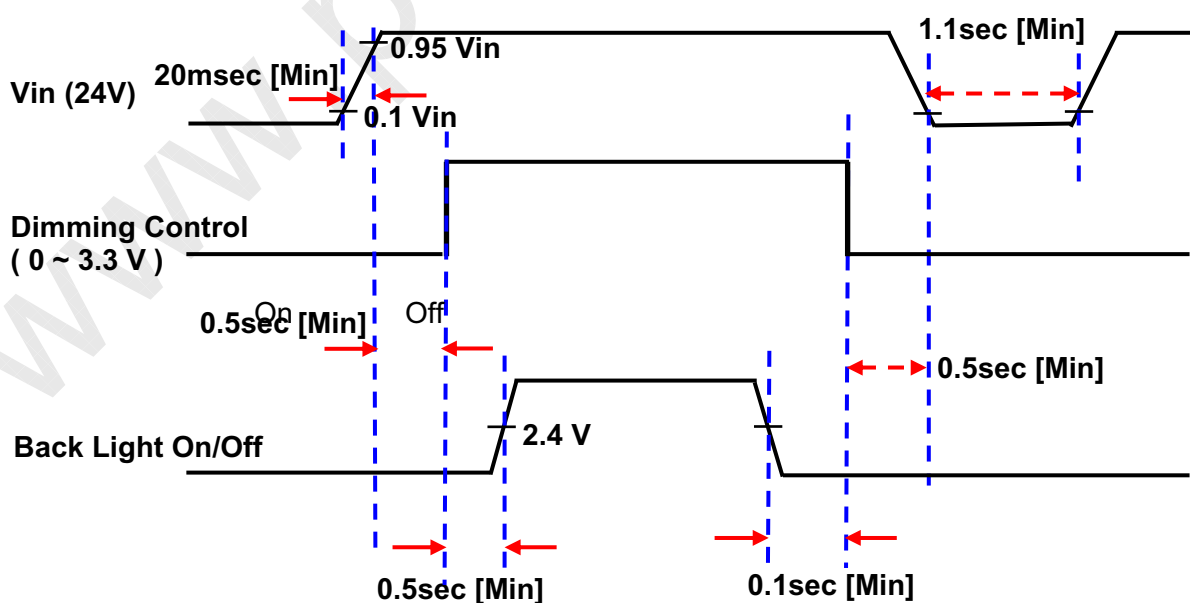 1.1sec [Min]
0.95 Vin
20msec [Min]
Vin (24V)
0.1 Vin
Dimming Control
( 0 ~ 3.3 V )
On
Off
0.5sec [Min]
0.5sec [Min]
2.4 V
Back Light On/Off
0.5sec [Min]
0.1sec [Min]